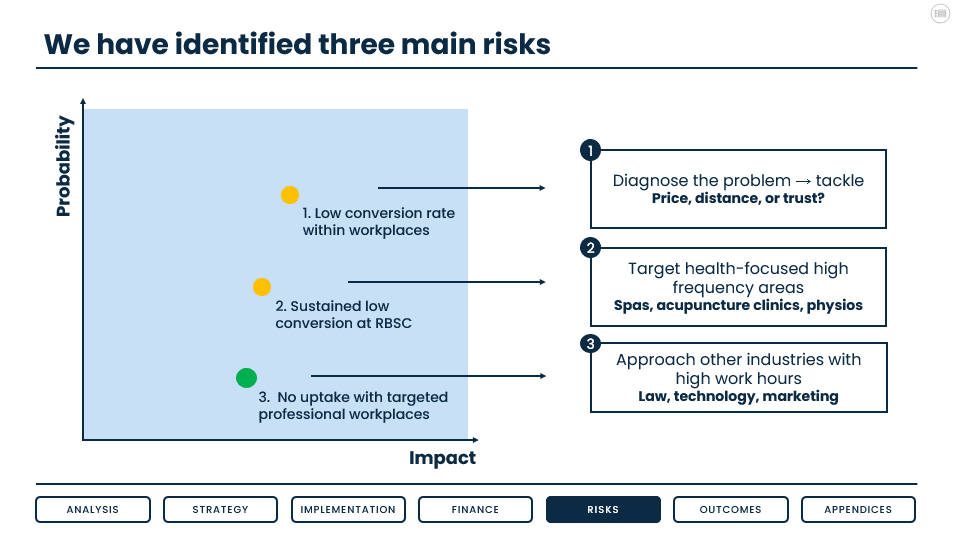 We have identified three main risks
Probability
1. Low conversion rate
within workplaces
2. Sustained low
conversion at RBSC
3. No uptake with targeted
professional workplaces
Impact
1
Diagnose the problem → tackle
Price, distance, or trust?
2
Target health-focused high
frequency areas
Spas, acupuncture clinics, physios
3
Approach other industries with
high work hours
Law, technology, marketing
ANALYSIS
STRATEGY
IMPLEMENTATION
FINANCE
RISKS
OUTCOMES
APPENDICES